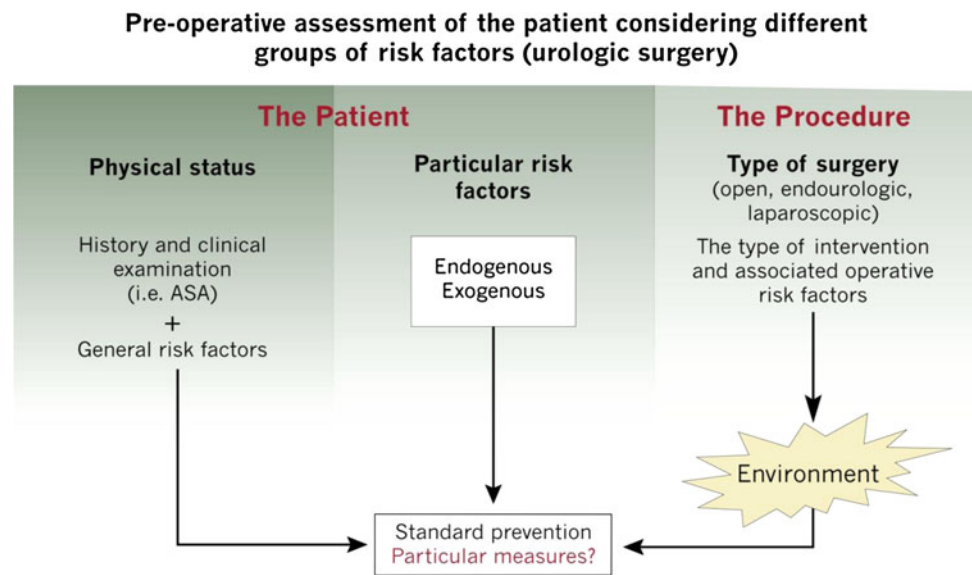 Pre-operative assessment of the patient considering different
groups of risk factors (urologic surgery)
The Patient
The Procedure
Physical status
History and clinical
examination
(i.e. ASA)
+
General risk factors
Particular risk
factors
Endogenous
Exogenous
Type of surgery
(open, endourologic,
laparoscopic)
The type of intervention
and associated operative
risk factors
Environment
Standard prevention
Particular measures?